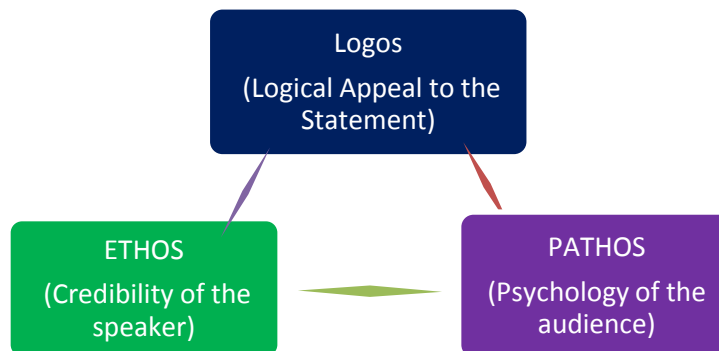 Logos
(Logical Appeal to the
Statement)
ETHOS
(Credibility of the
speaker)
PATHOS
(Psychology of the
audience)